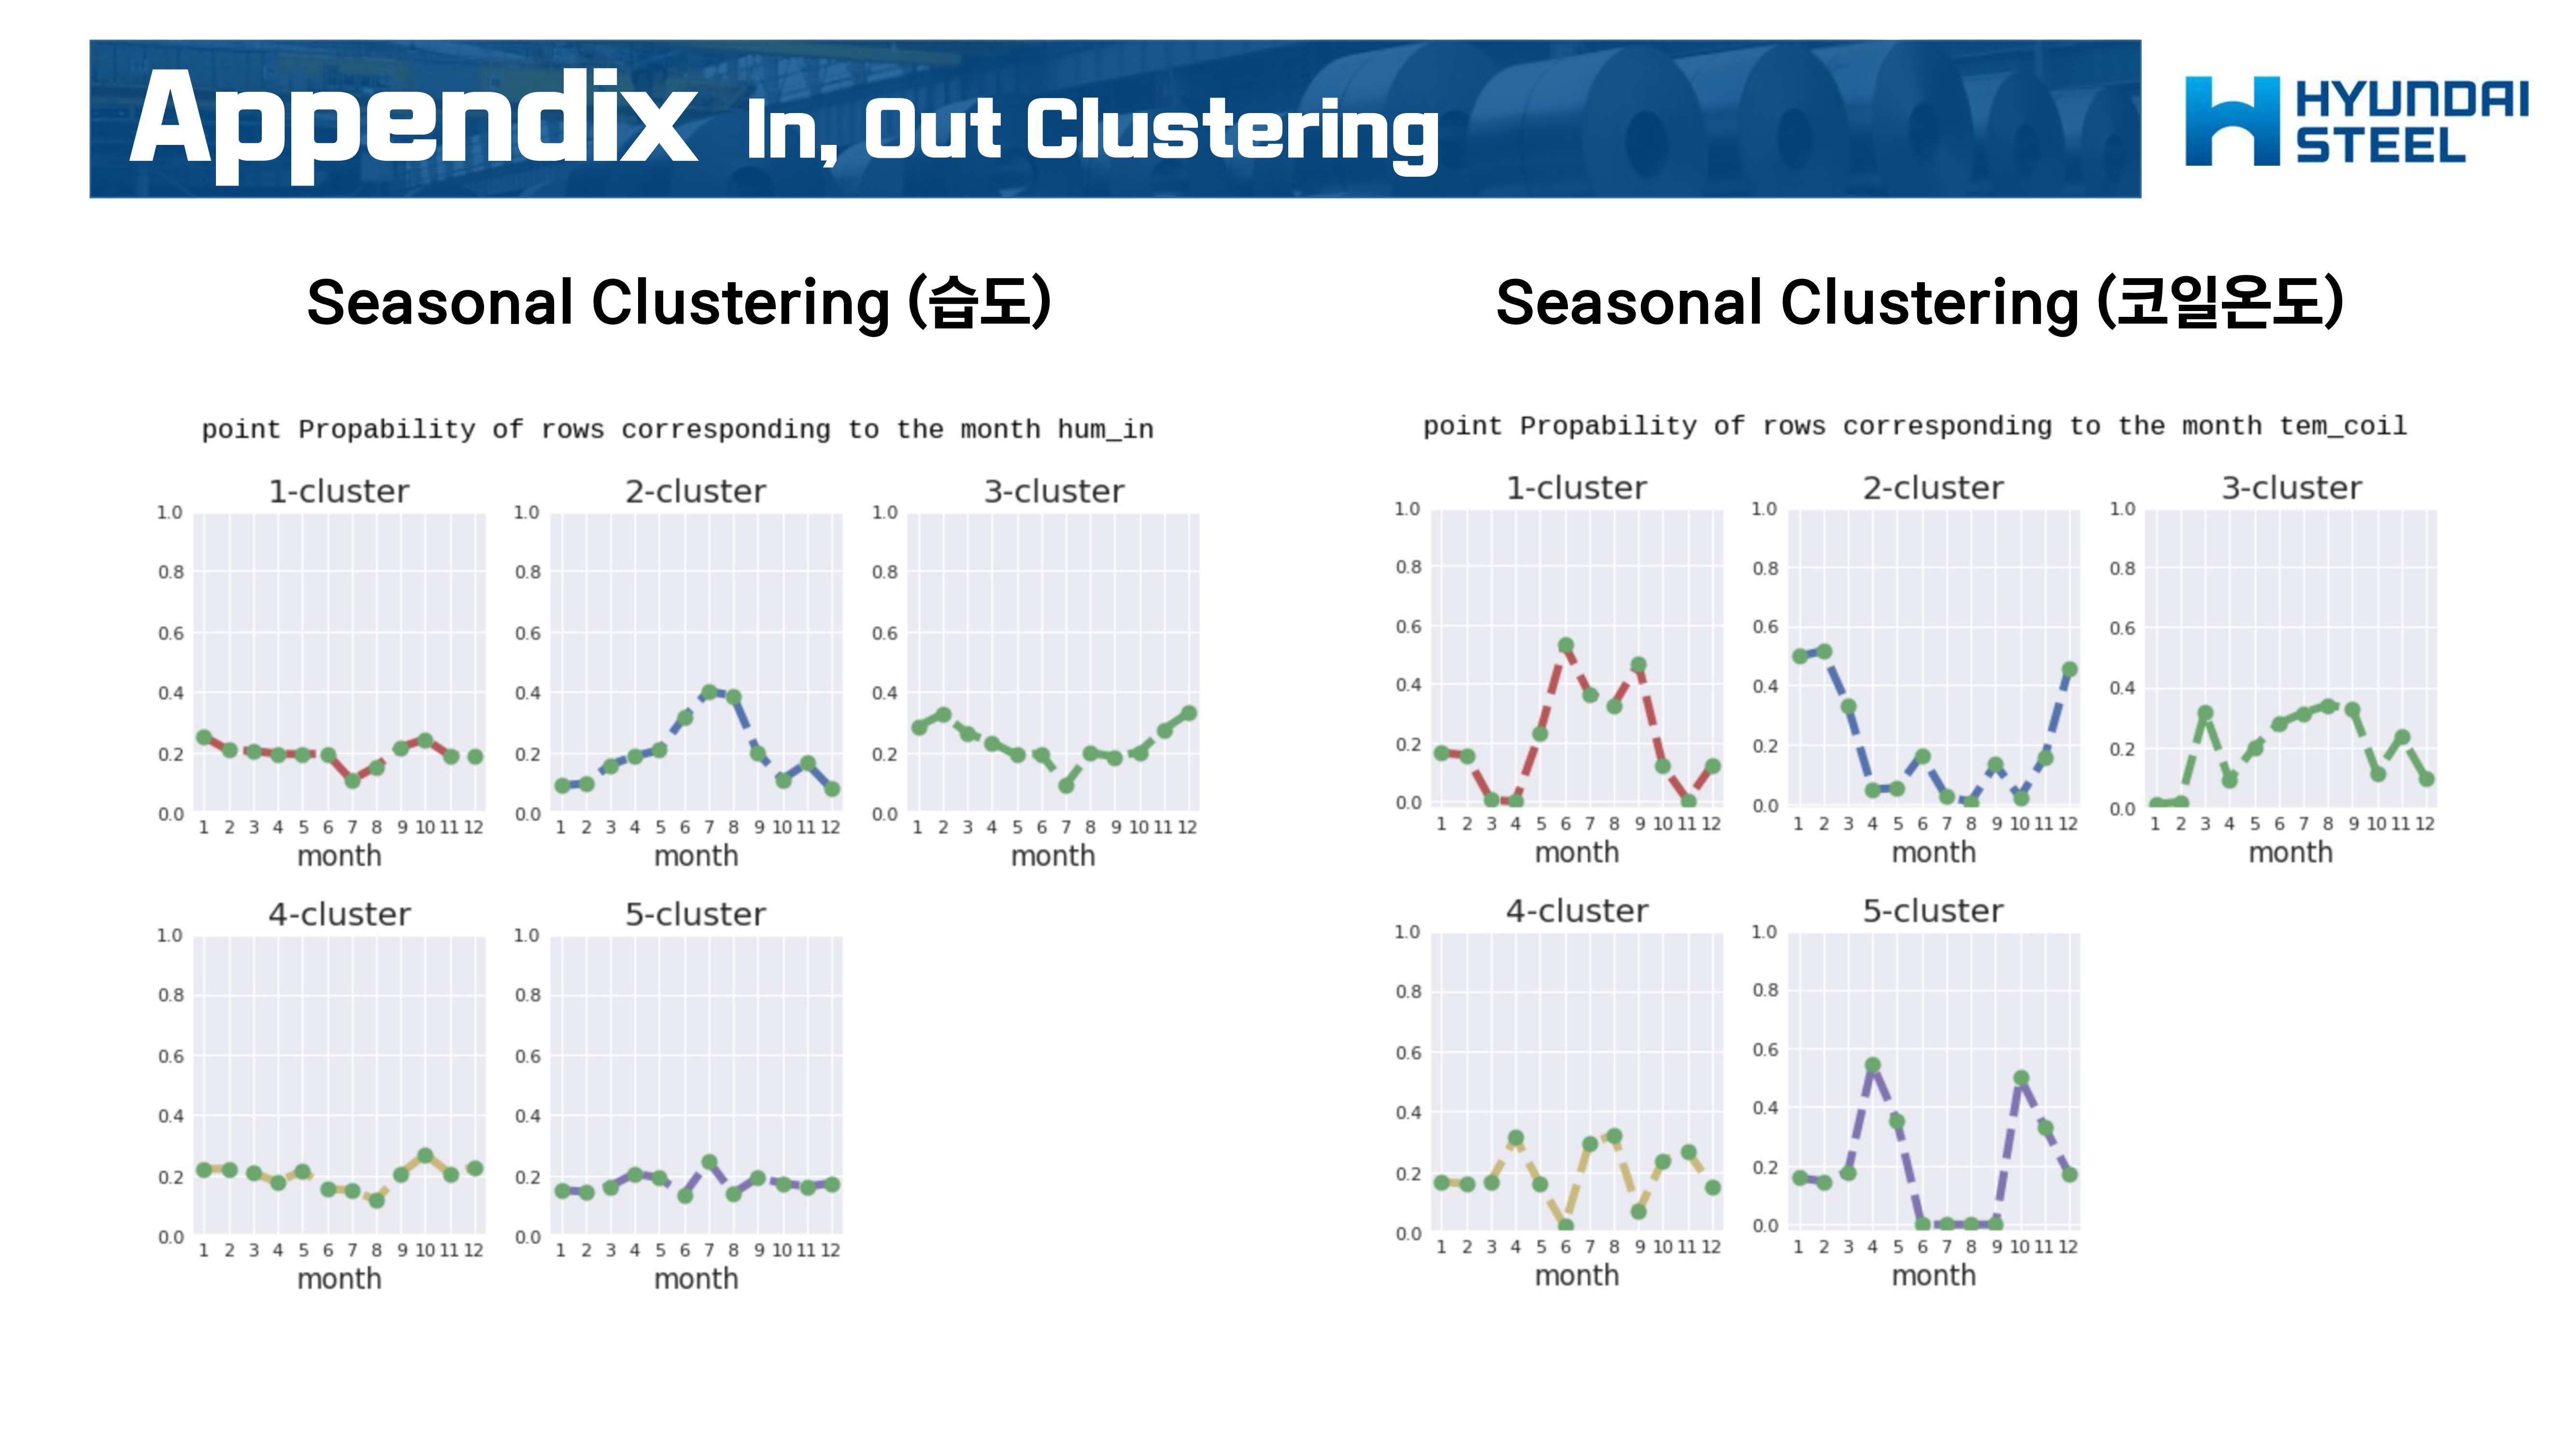 Appendix In, Out Clustering
HYUNDAI
STEEL
Seasonal Clustering (습도)
point Propability of rows corresponding to the month hum_in
1-cluster
1.0
0.8
0.6
0.4
0.2
0.0
1 2 3 4 5 6 7 8 9 10 11 12
month
2-cluster
1.0
0.8
0.6
0.4
0.2
0.0
1 2 3 4 5 6 7 8 9 10 11 12
month
3-cluster
1.0
0.8
0.6
0.4
0.2
0.0
1 2 3 4 5 6 7 8 9 10 11 12
month
4-cluster
1.0
0.8
0.6
0.4
0.2
0.0
1 2 3 4 5 6 7 8 9 10 11 12
month
5-cluster
1.0
0.8
0.6
0.4
0.2
0.0
1 2 3 4 5 6 7 8 9 10 11 12
month
Seasonal Clustering (코일온도)
point Propability of rows corresponding to the month tem_coil
1-cluster
1.0
0.8
0.6
0.4
0.2
0.0
1 2 3 4 5 6 7 8 9 10 11 12
month
2-cluster
1.0
0.8
0.6
0.4
0.2
0.0
1 2 3 4 5 6 7 8 9 10 11 12
month
3-cluster
1.0
0.8
0.6
0.4
0.2
0.0
1 2 3 4 5 6 7 8 9 10 11 12
month
4-cluster
1.0
0.8
0.6
0.4
0.2
0.0
1 2 3 4 5 6 7 8 9 10 11 12
month
5-cluster
1.0
0.8
0.6
0.4
0.2
0.0
1 2 3 4 5 6 7 8 9 10 11 12
month